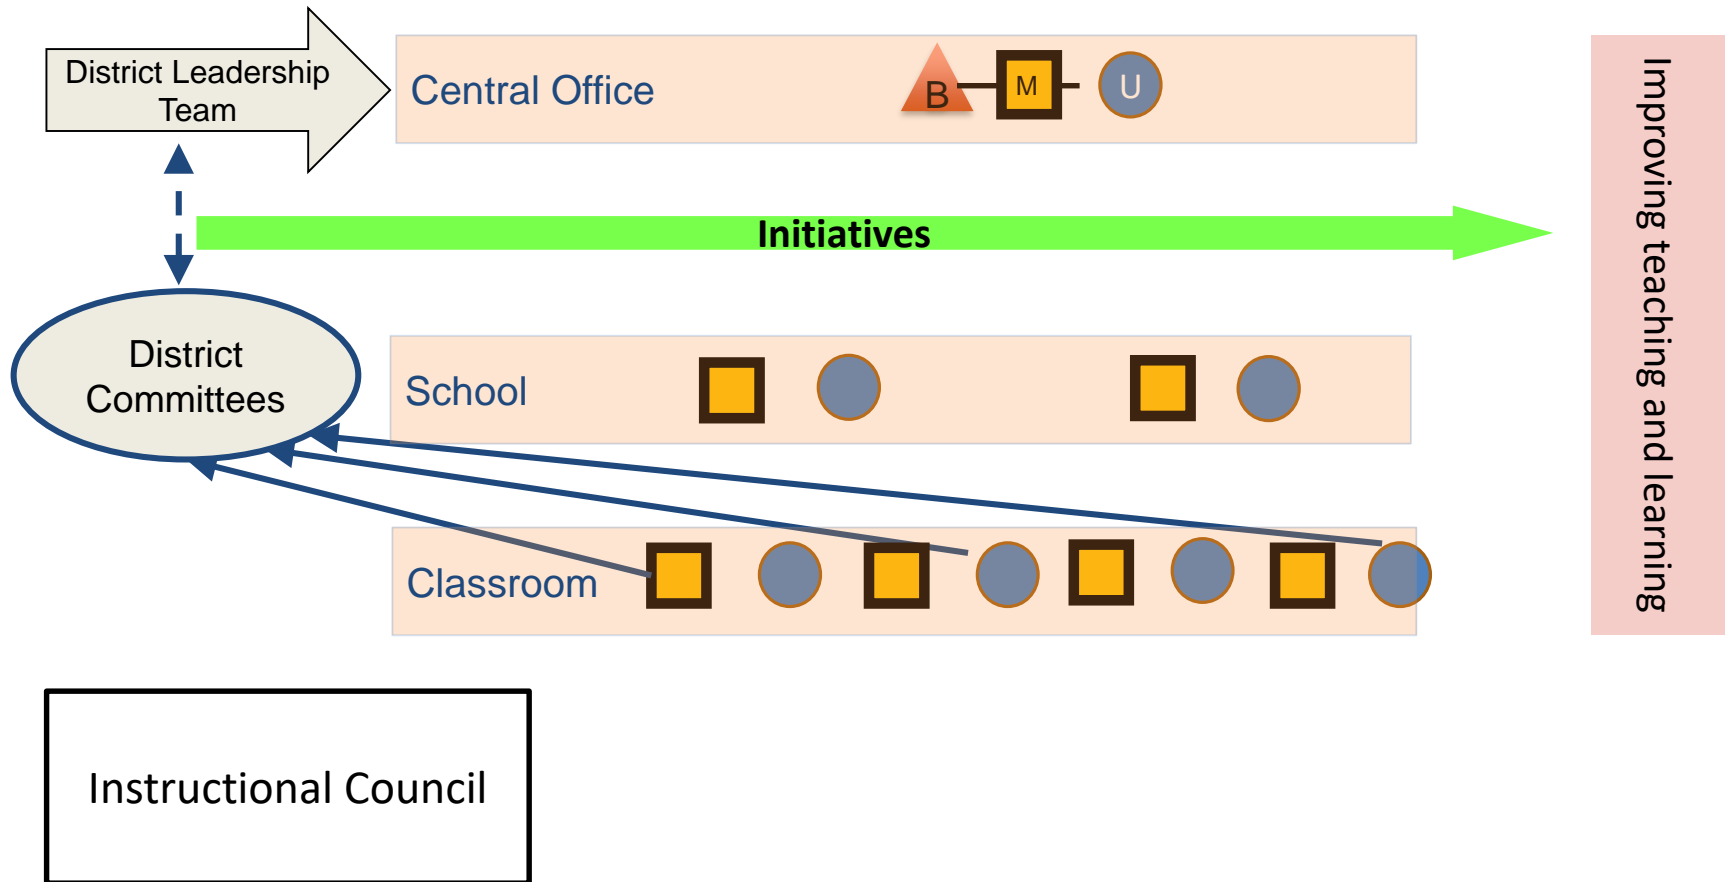 District Leadership
Team
Central Office
B
M
U
Initiatives
District
Committees
School
Classroom
Improving teaching and learning
Instructional Council